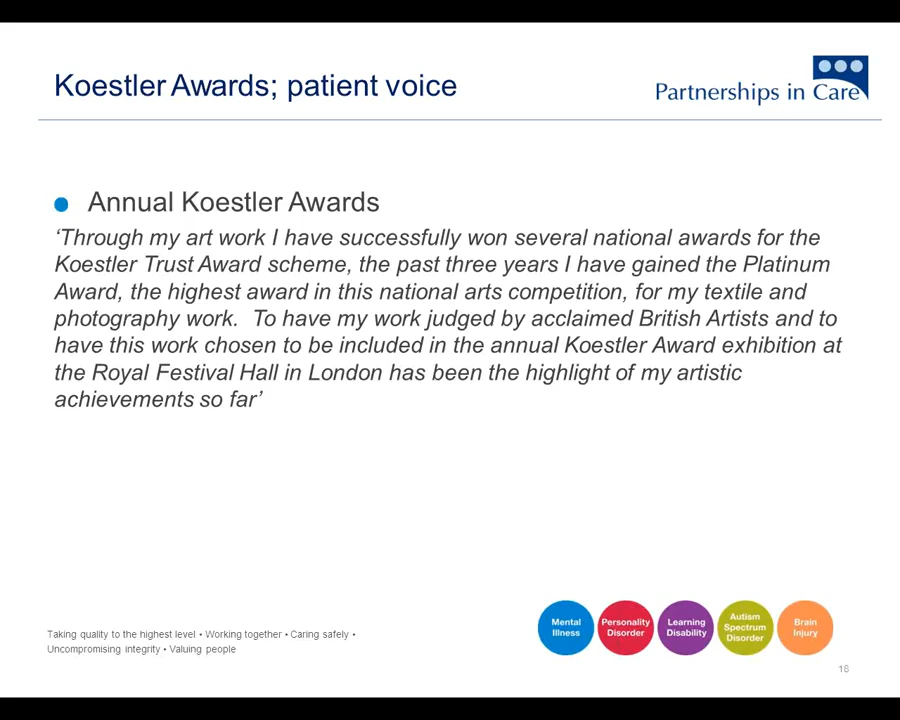 Koestler Awards; patient voice
Partnerships in Care
Annual Koestler Awards
‘Through my art work I have successfully won several national awards for the
Koestler Trust Award scheme, the past three years I have gained the Platinum
Award, the highest award in this national arts competition, for my textile and
photography work.  To have my work judged by acclaimed British Artists and to
have this work chosen to be included in the annual Koestler Award exhibition at
the Royal Festival Hall in London has been the highlight of my artistic
achievements so far’
Taking quality to the highest level • Working together • Caring safely •
Uncompromising integrity • Valuing people
Mental
Illness
Personality
Disorder
Learning
Disability
Autism
Spectrum
Disorder
Brain
Injury
18